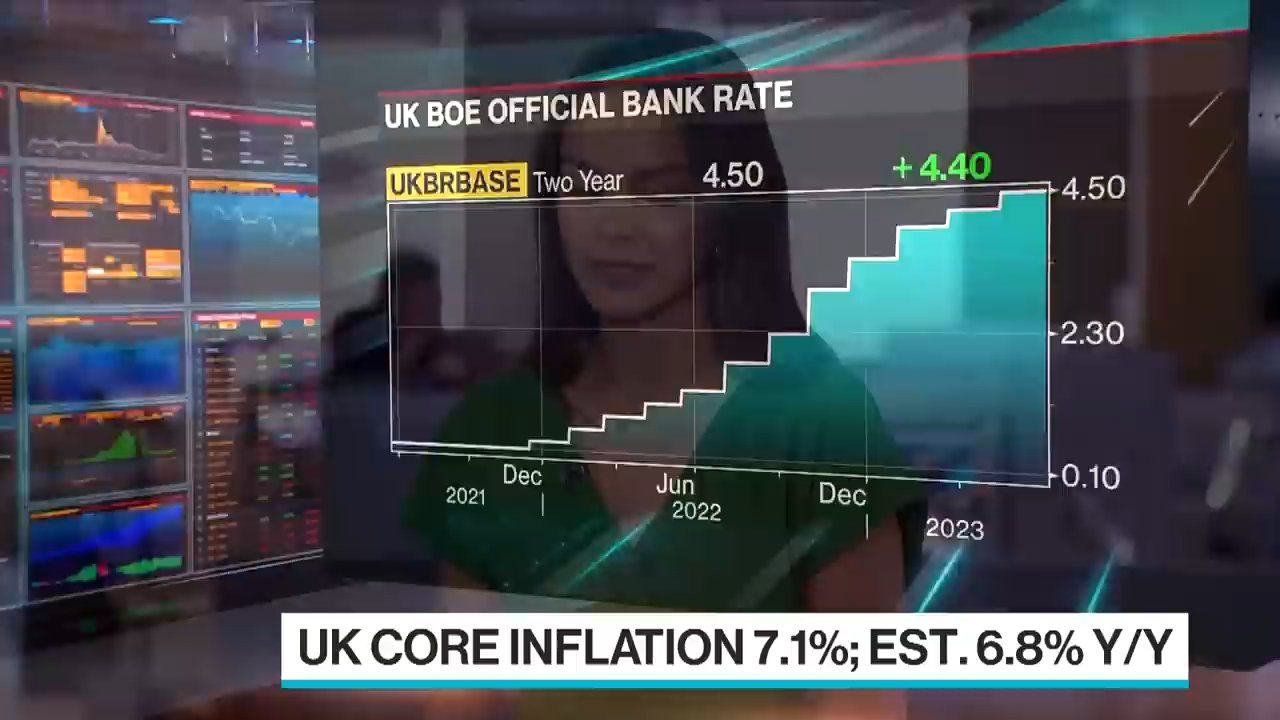 UK BOE OFFICIAL BANK RATE
UKBRBASE Two Year 4.50 +4.40
4.50
2.30
0.10
Dec Jun Dec
2021 2022 2023
UK CORE INFLATION 7.1%; EST. 6.8% Y/Y